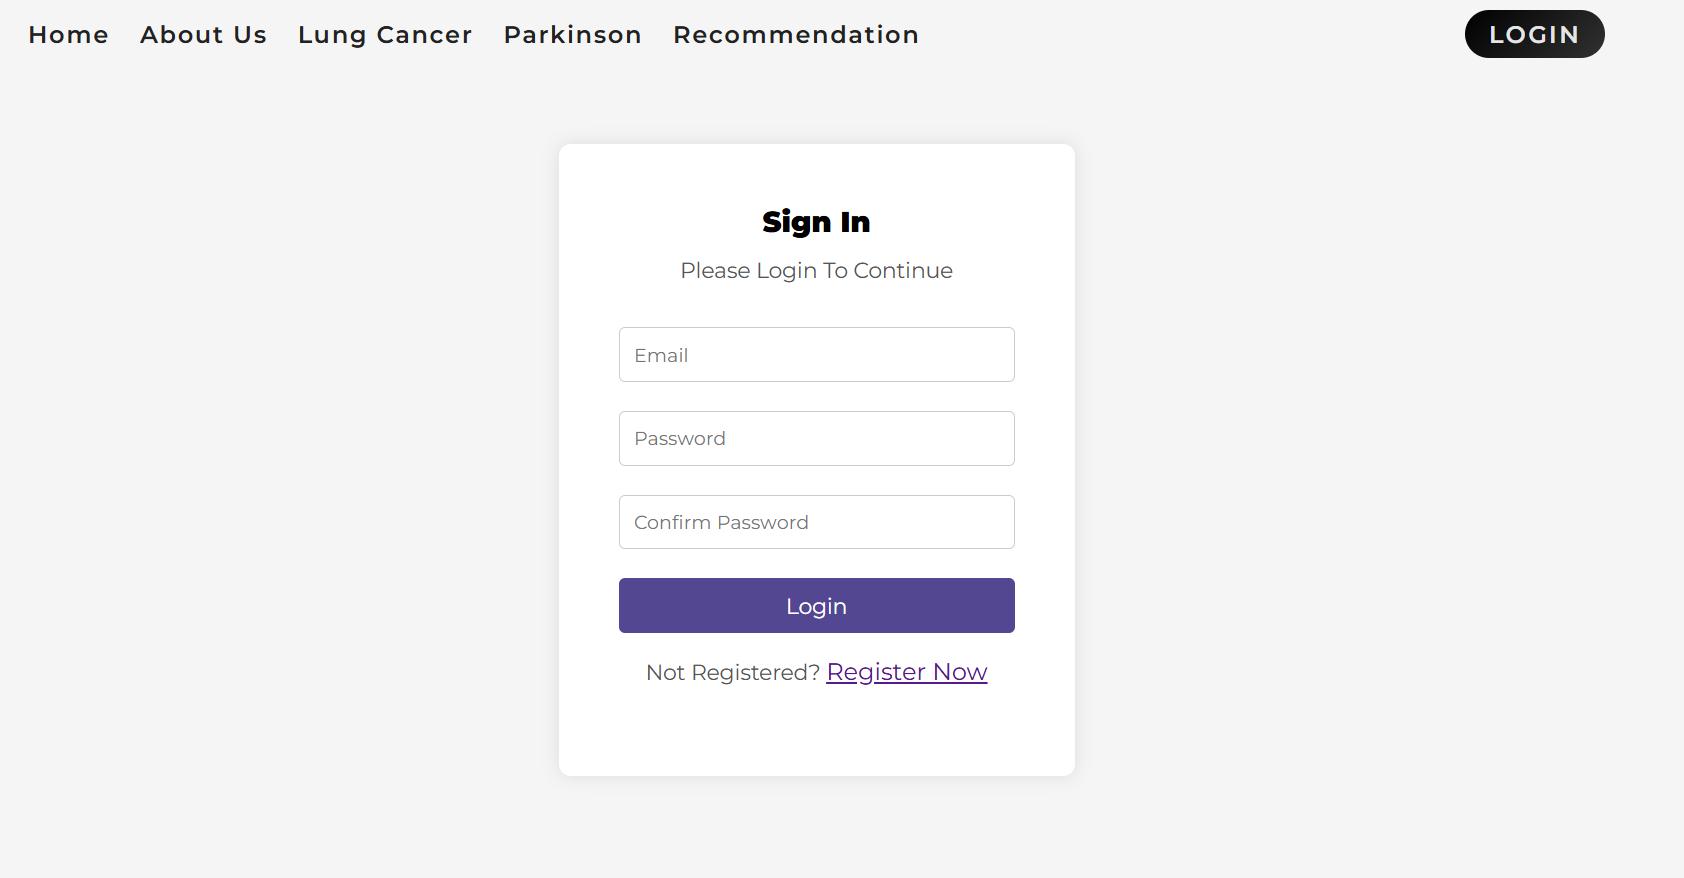 Home About Us Lung Cancer Parkinson Recommendation LOGIN
Sign In
Please Login To Continue
Email
Password
Confirm Password
Login
Not Registered? Register Now